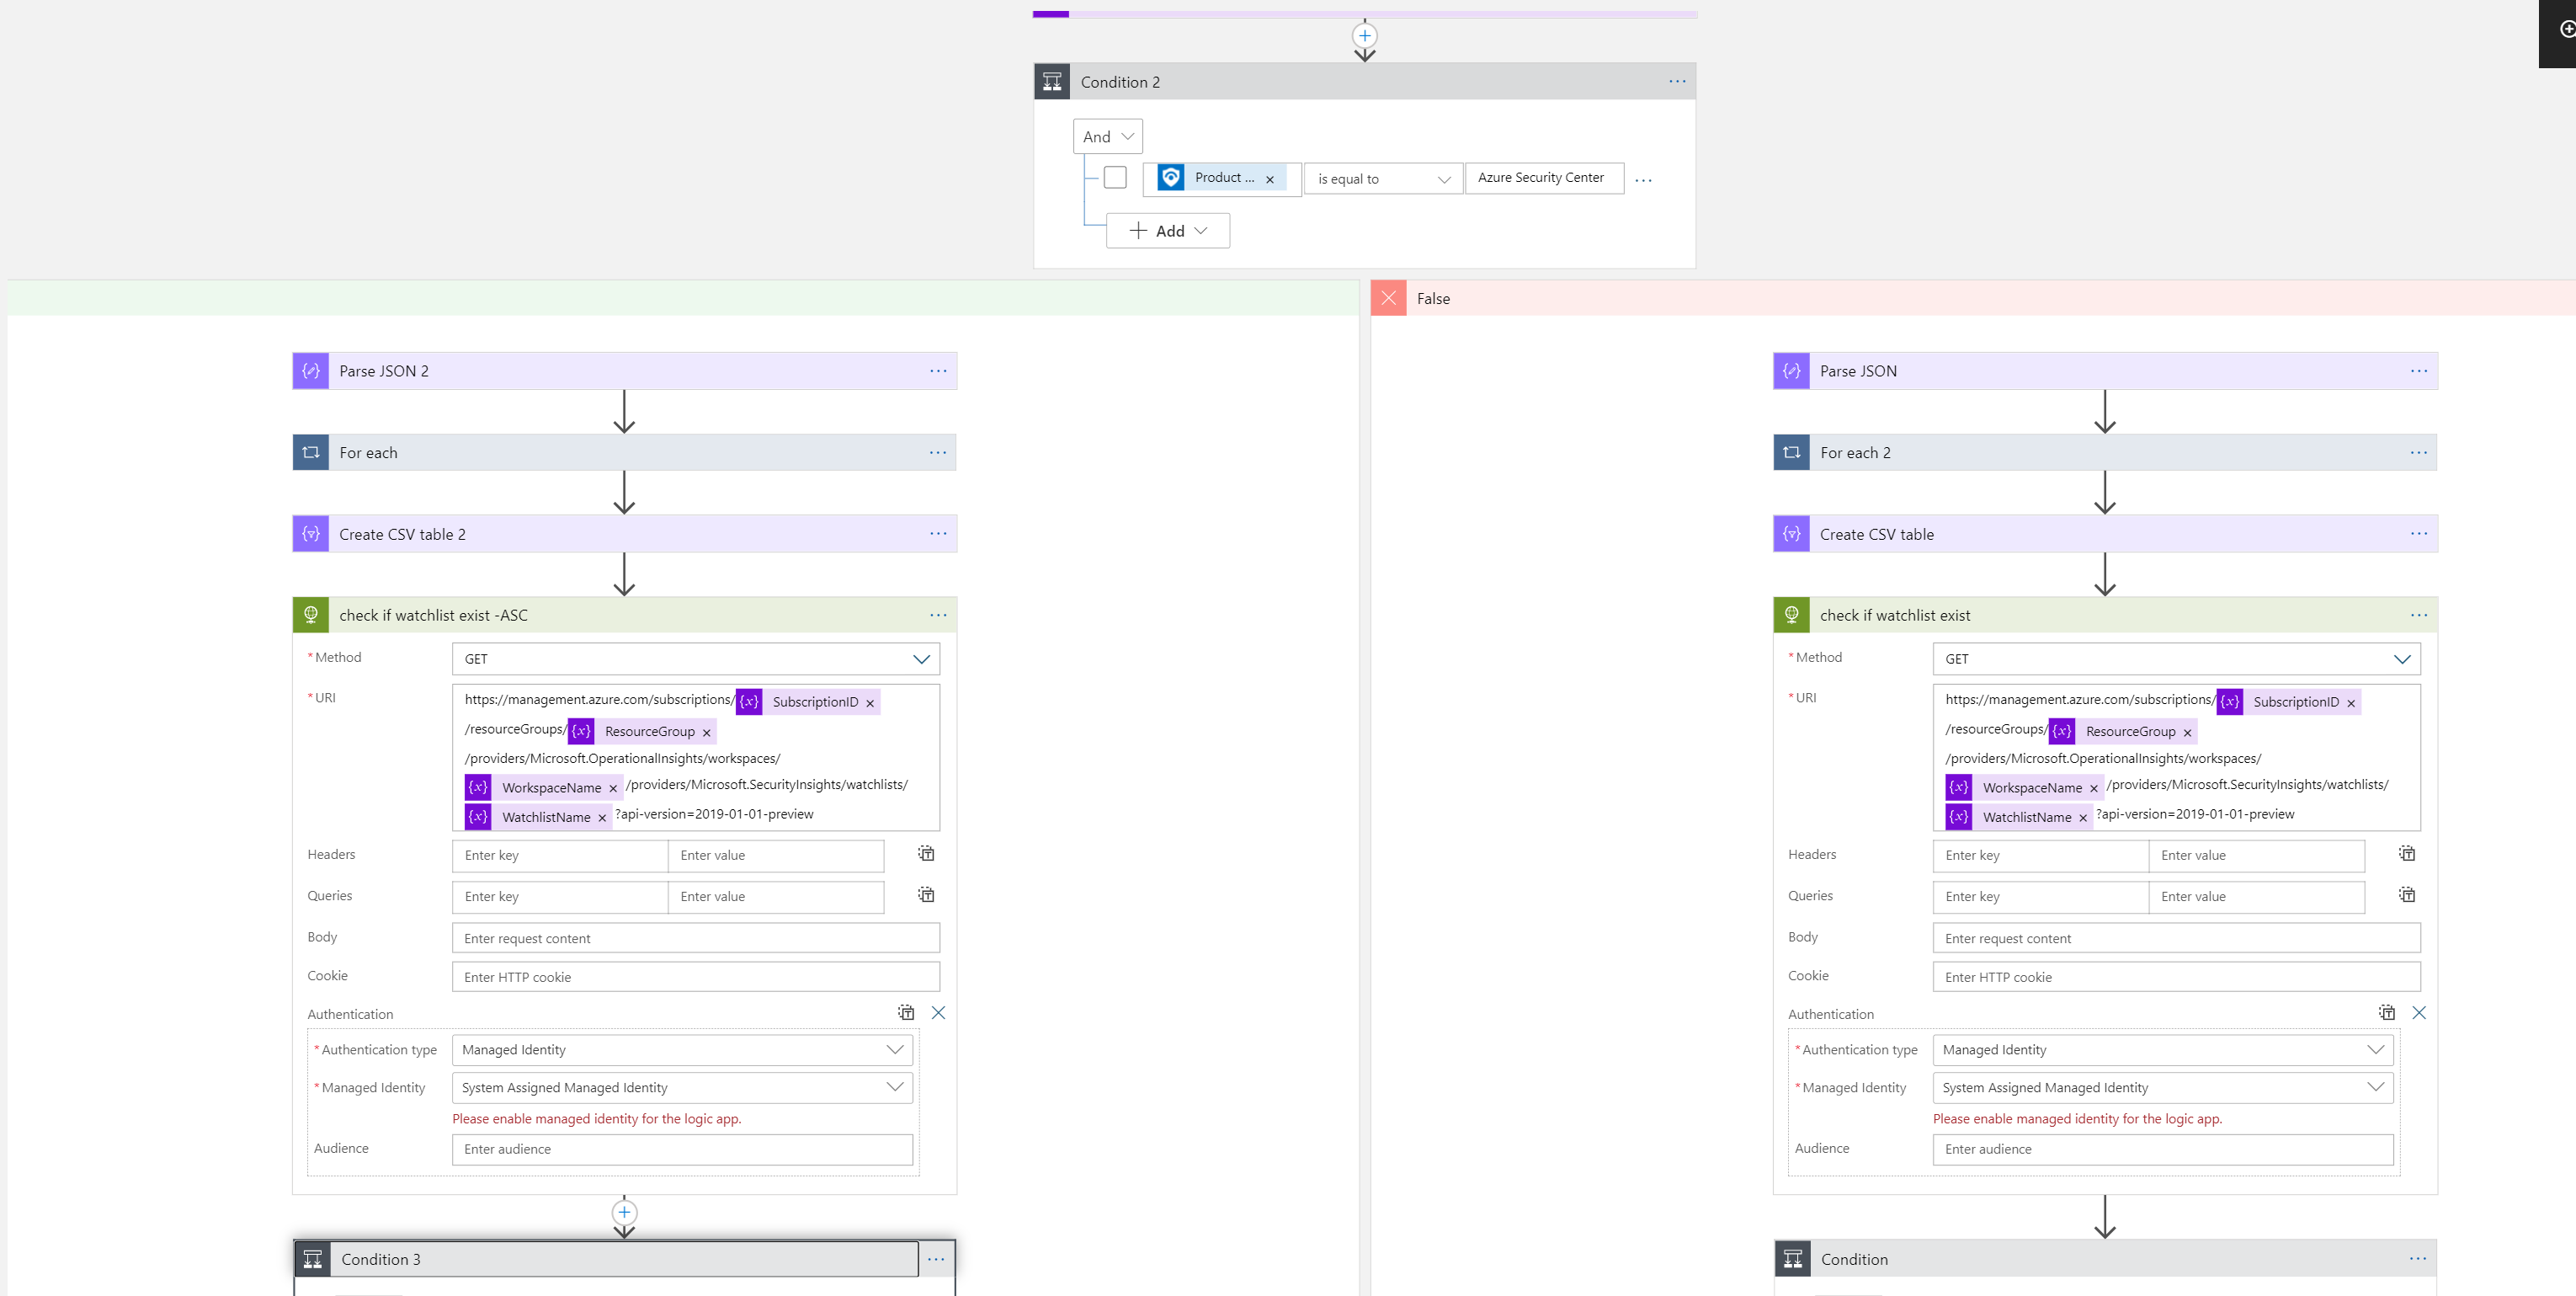 Condition 2
And
Product ... × is equal to Azure Security Center
+ Add
False
Parse JSON 2
For each
Create CSV table 2
check if watchlist exist -ASC
* Method GET
* URI https://management.azure.com/subscriptions/ {x} SubscriptionID ×
/resourceGroups/ {x} ResourceGroup ×
/providers/Microsoft.OperationalInsights/workspaces/
{x} WorkspaceName × /providers/Microsoft.SecurityInsights/watchlists/
{x} WatchlistName × ?api-version=2019-01-01-preview
Headers Enter key Enter value
Queries Enter key Enter value
Body Enter request content
Cookie Enter HTTP cookie
Authentication
* Authentication type Managed Identity
* Managed Identity System Assigned Managed Identity
Please enable managed identity for the logic app.
Audience Enter audience
Condition 3
Parse JSON
For each 2
Create CSV table
check if watchlist exist
* Method GET
* URI https://management.azure.com/subscriptions/ {x} SubscriptionID ×
/resourceGroups/ {x} ResourceGroup ×
/providers/Microsoft.OperationalInsights/workspaces/
{x} WorkspaceName × /providers/Microsoft.SecurityInsights/watchlists/
{x} WatchlistName × ?api-version=2019-01-01-preview
Headers Enter key Enter value
Queries Enter key Enter value
Body Enter request content
Cookie Enter HTTP cookie
Authentication
* Authentication type Managed Identity
* Managed Identity System Assigned Managed Identity
Please enable managed identity for the logic app.
Audience Enter audience
Condition